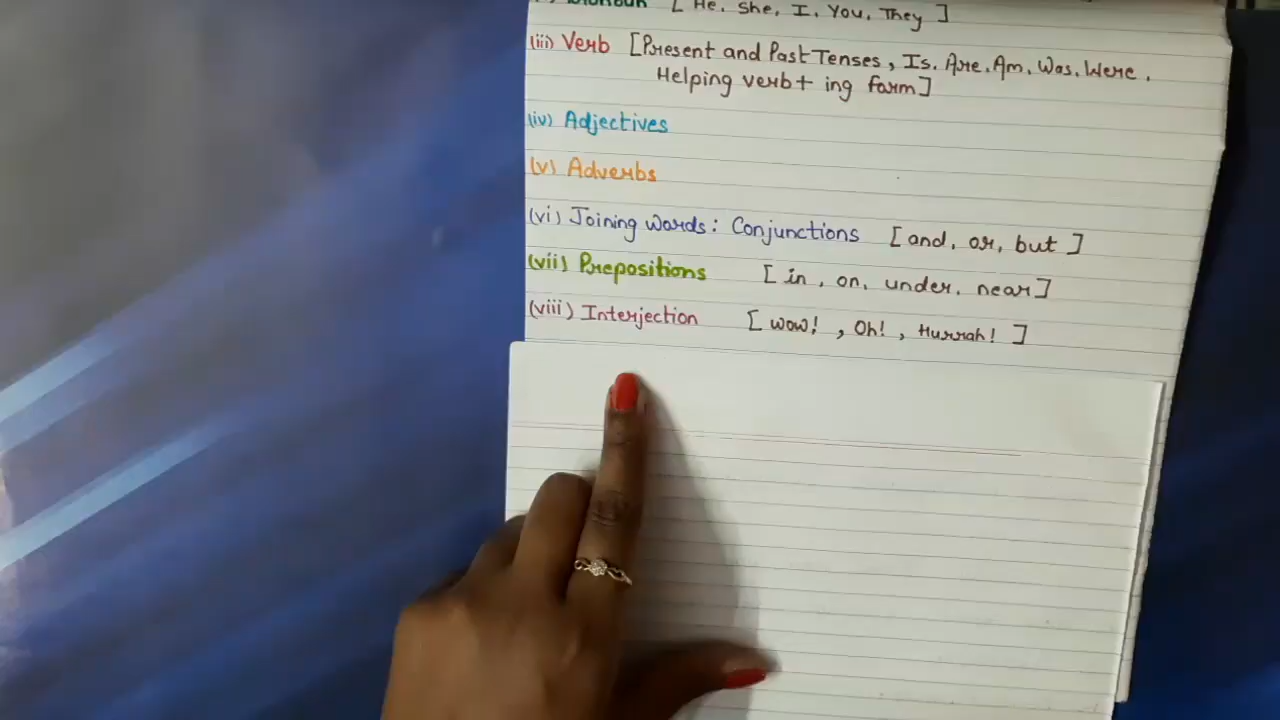 [ He, She, I, You, They ]
(iii) Verb [Present and Past Tenses, Is, Are, Am, Was, Were,
Helping verb + ing farm]
(iv) Adjectives
(v) Adverbs
(vi) Joining words: Conjunctions [and, or, but ]
(vii) Prepositions [ in, on, under, near]
(viii) Interjection [ wow! , Oh! , Hurrah! ]